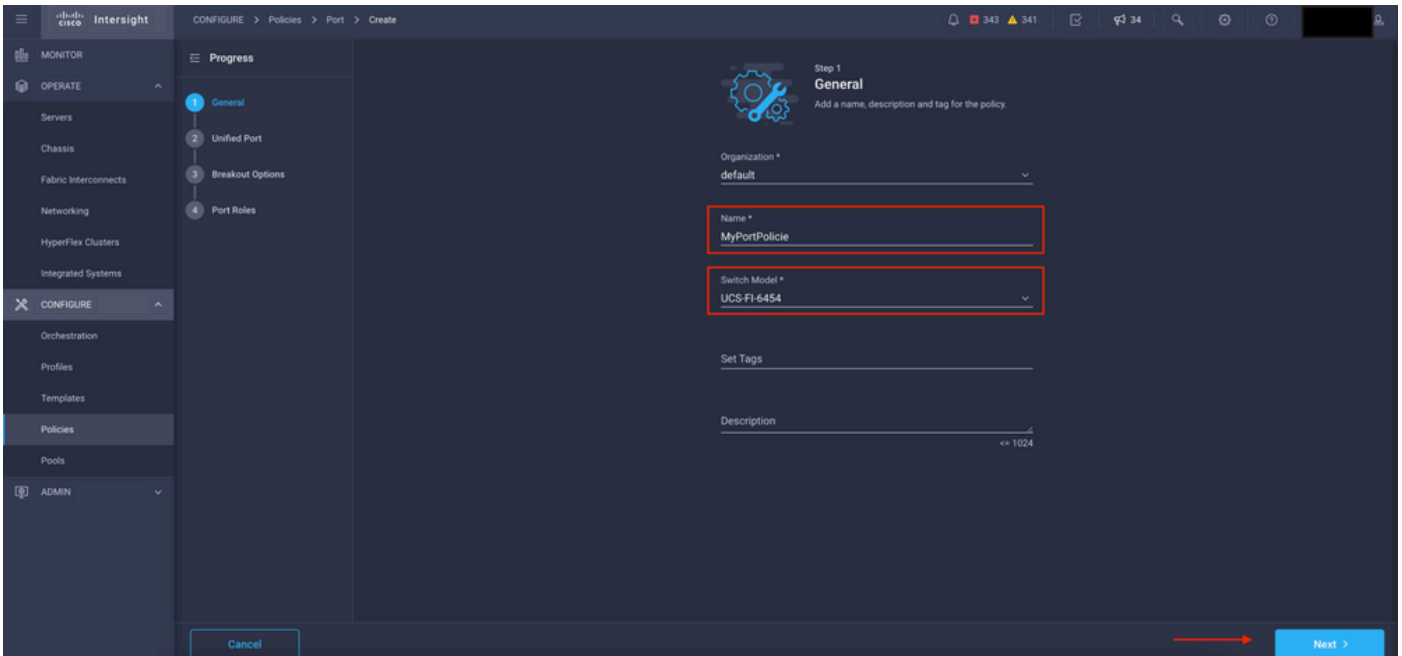 cisco Intersight
CONFIGURE > Policies > Port > Create
343 341 34
MONITOR
OPERATE
Servers
Chassis
Fabric Interconnects
Networking
HyperFlex Clusters
Integrated Systems
CONFIGURE
Orchestration
Profiles
Templates
Policies
Pools
ADMIN
Progress
1 General
2 Unified Port
3 Breakout Options
4 Port Roles
Step 1
General
Add a name, description and tag for the policy.
Organization *
default
Name *
MyPortPolicie
Switch Model *
UCS-FI-6454
Set Tags
Description
<= 1024
Cancel
Next >